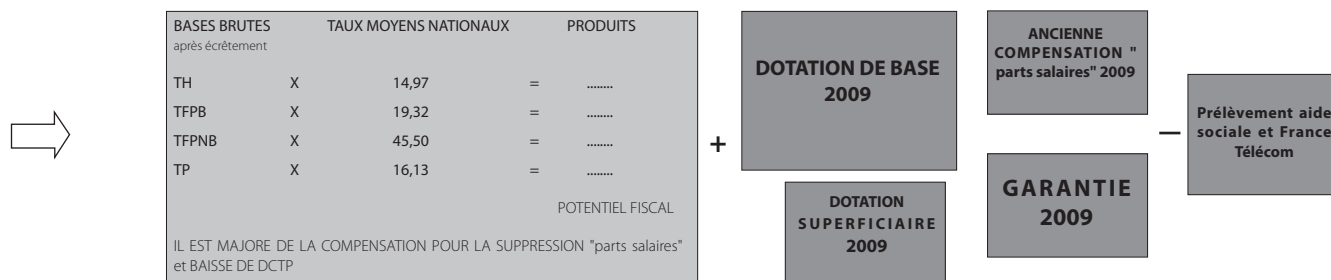 BASES BRUTES TAUX MOYENS NATIONAUX PRODUITS
après écrêtement
TH X 14,97 = ........
TFPB X 19,32 = ........
TFPNB X 45,50 = ........
TP X 16,13 = ........
POTENTIEL FISCAL
IL EST MAJORE DE LA COMPENSATION POUR LA SUPPRESSION "parts salaires"
et BAISSE DE DCTP
+
DOTATION DE BASE
2009
DOTATION
SUPERFICIAIRE
2009
ANCIENNE
COMPENSATION "
parts salaires" 2009
GARANTIE
2009
—
Prélèvement aide
sociale et France
Télécom